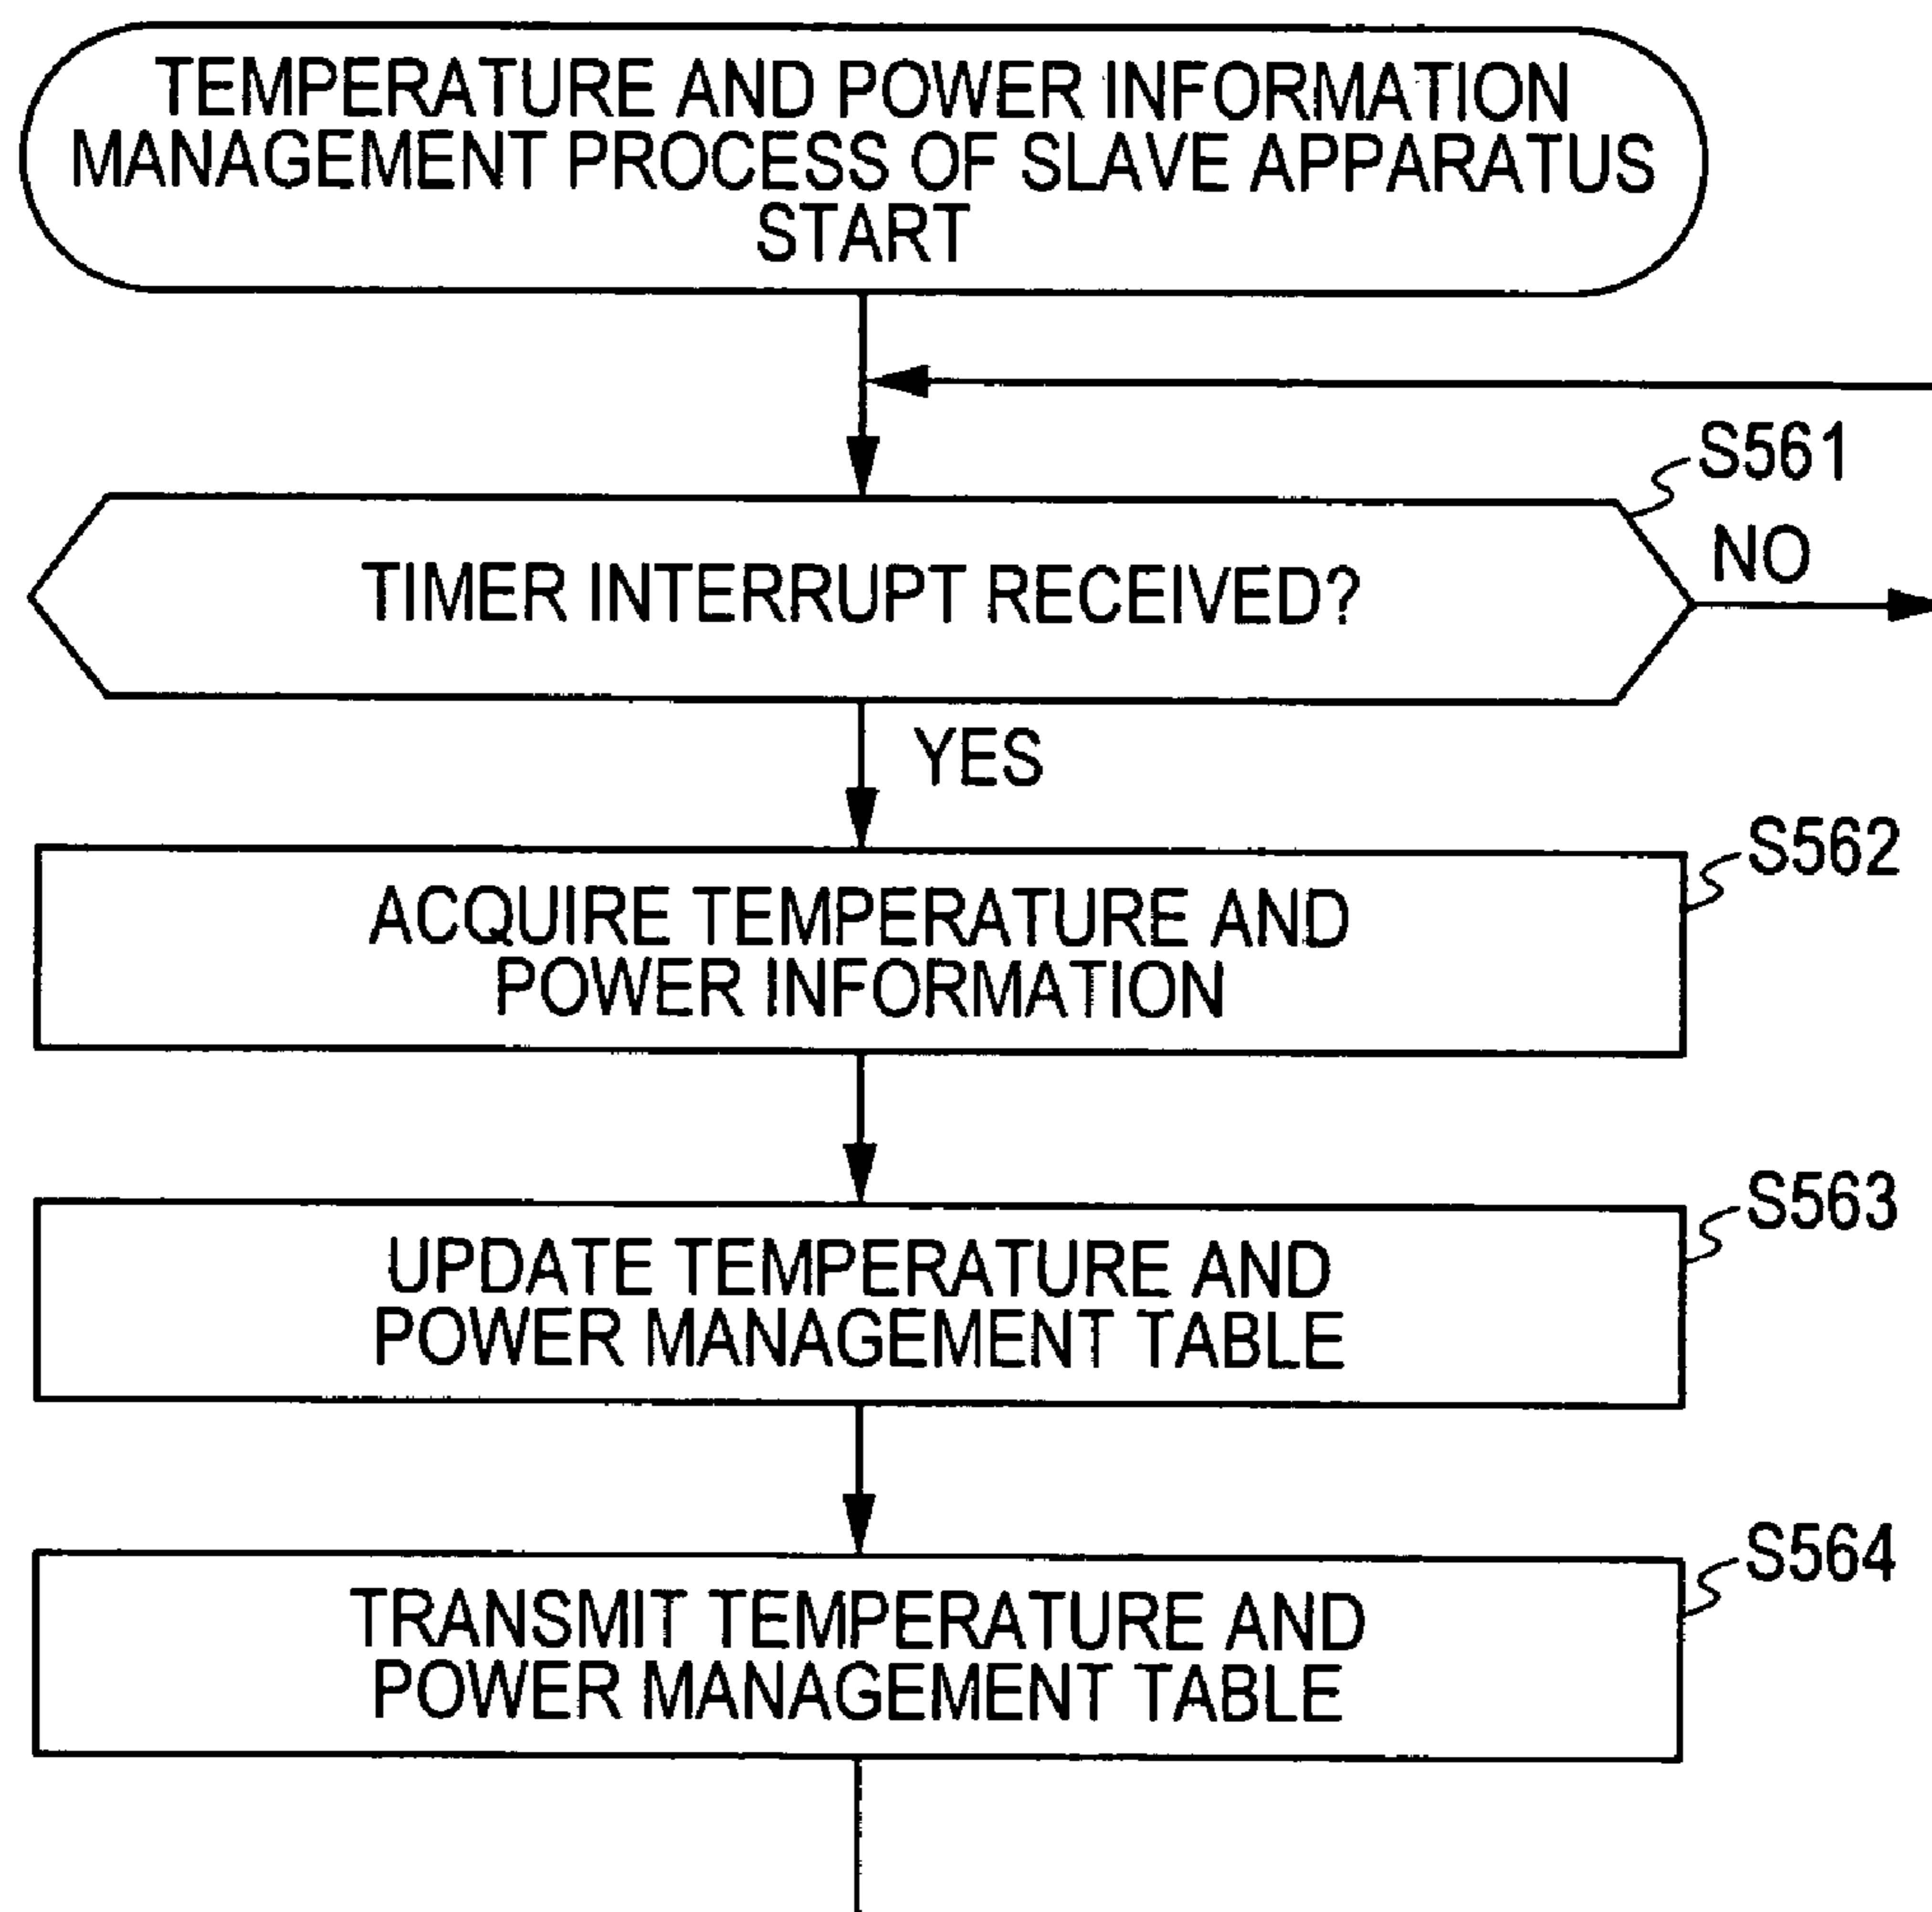 TEMPERATURE AND POWER INFORMATION
MANAGEMENT PROCESS OF SLAVE APPARATUS
START
S561
TIMER INTERRUPT RECEIVED?
NO
YES
S562
ACQUIRE TEMPERATURE AND
POWER INFORMATION
S563
UPDATE TEMPERATURE AND
POWER MANAGEMENT TABLE
S564
TRANSMIT TEMPERATURE AND
POWER MANAGEMENT TABLE